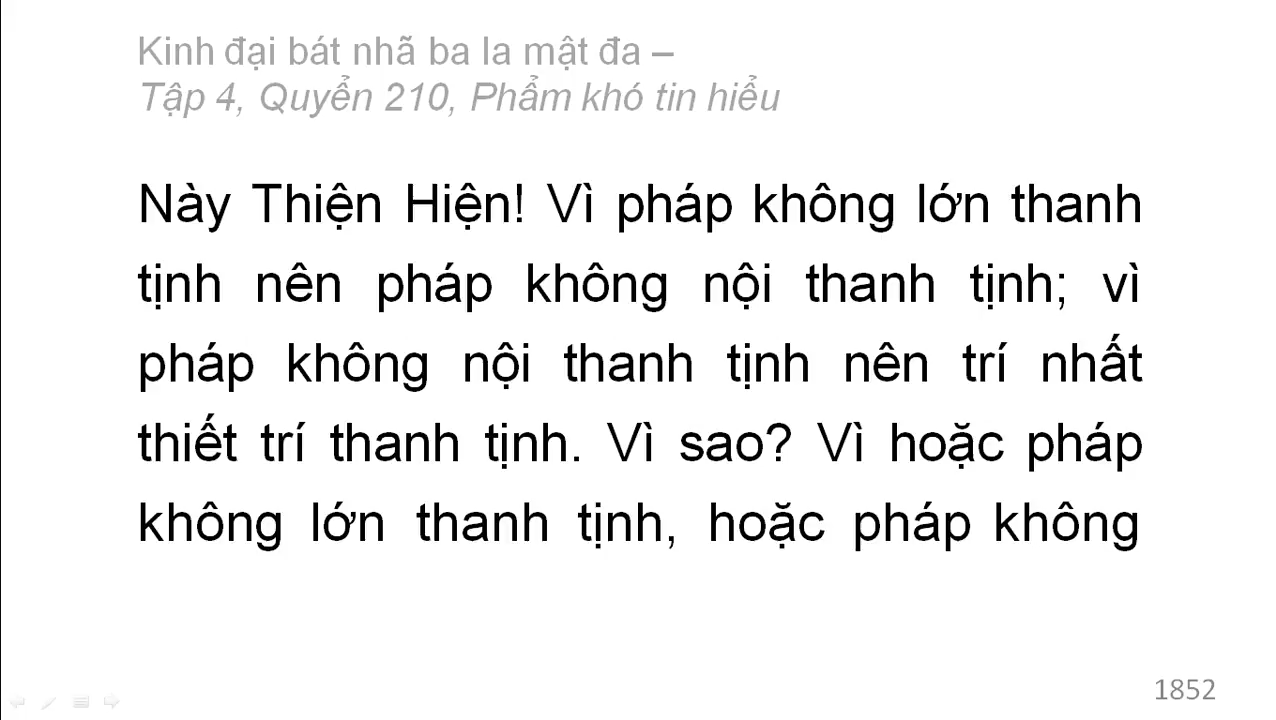 Kinh đại bát nhã ba la mật đa –
Tập 4, Quyển 210, Phẩm khó tin hiểu
Này Thiện Hiện! Vì pháp không lớn thanh
tịnh nên pháp không nội thanh tịnh; vì
pháp không nội thanh tịnh nên trí nhất
thiết trí thanh tịnh. Vì sao? Vì hoặc pháp
không lớn thanh tịnh, hoặc pháp không
1852